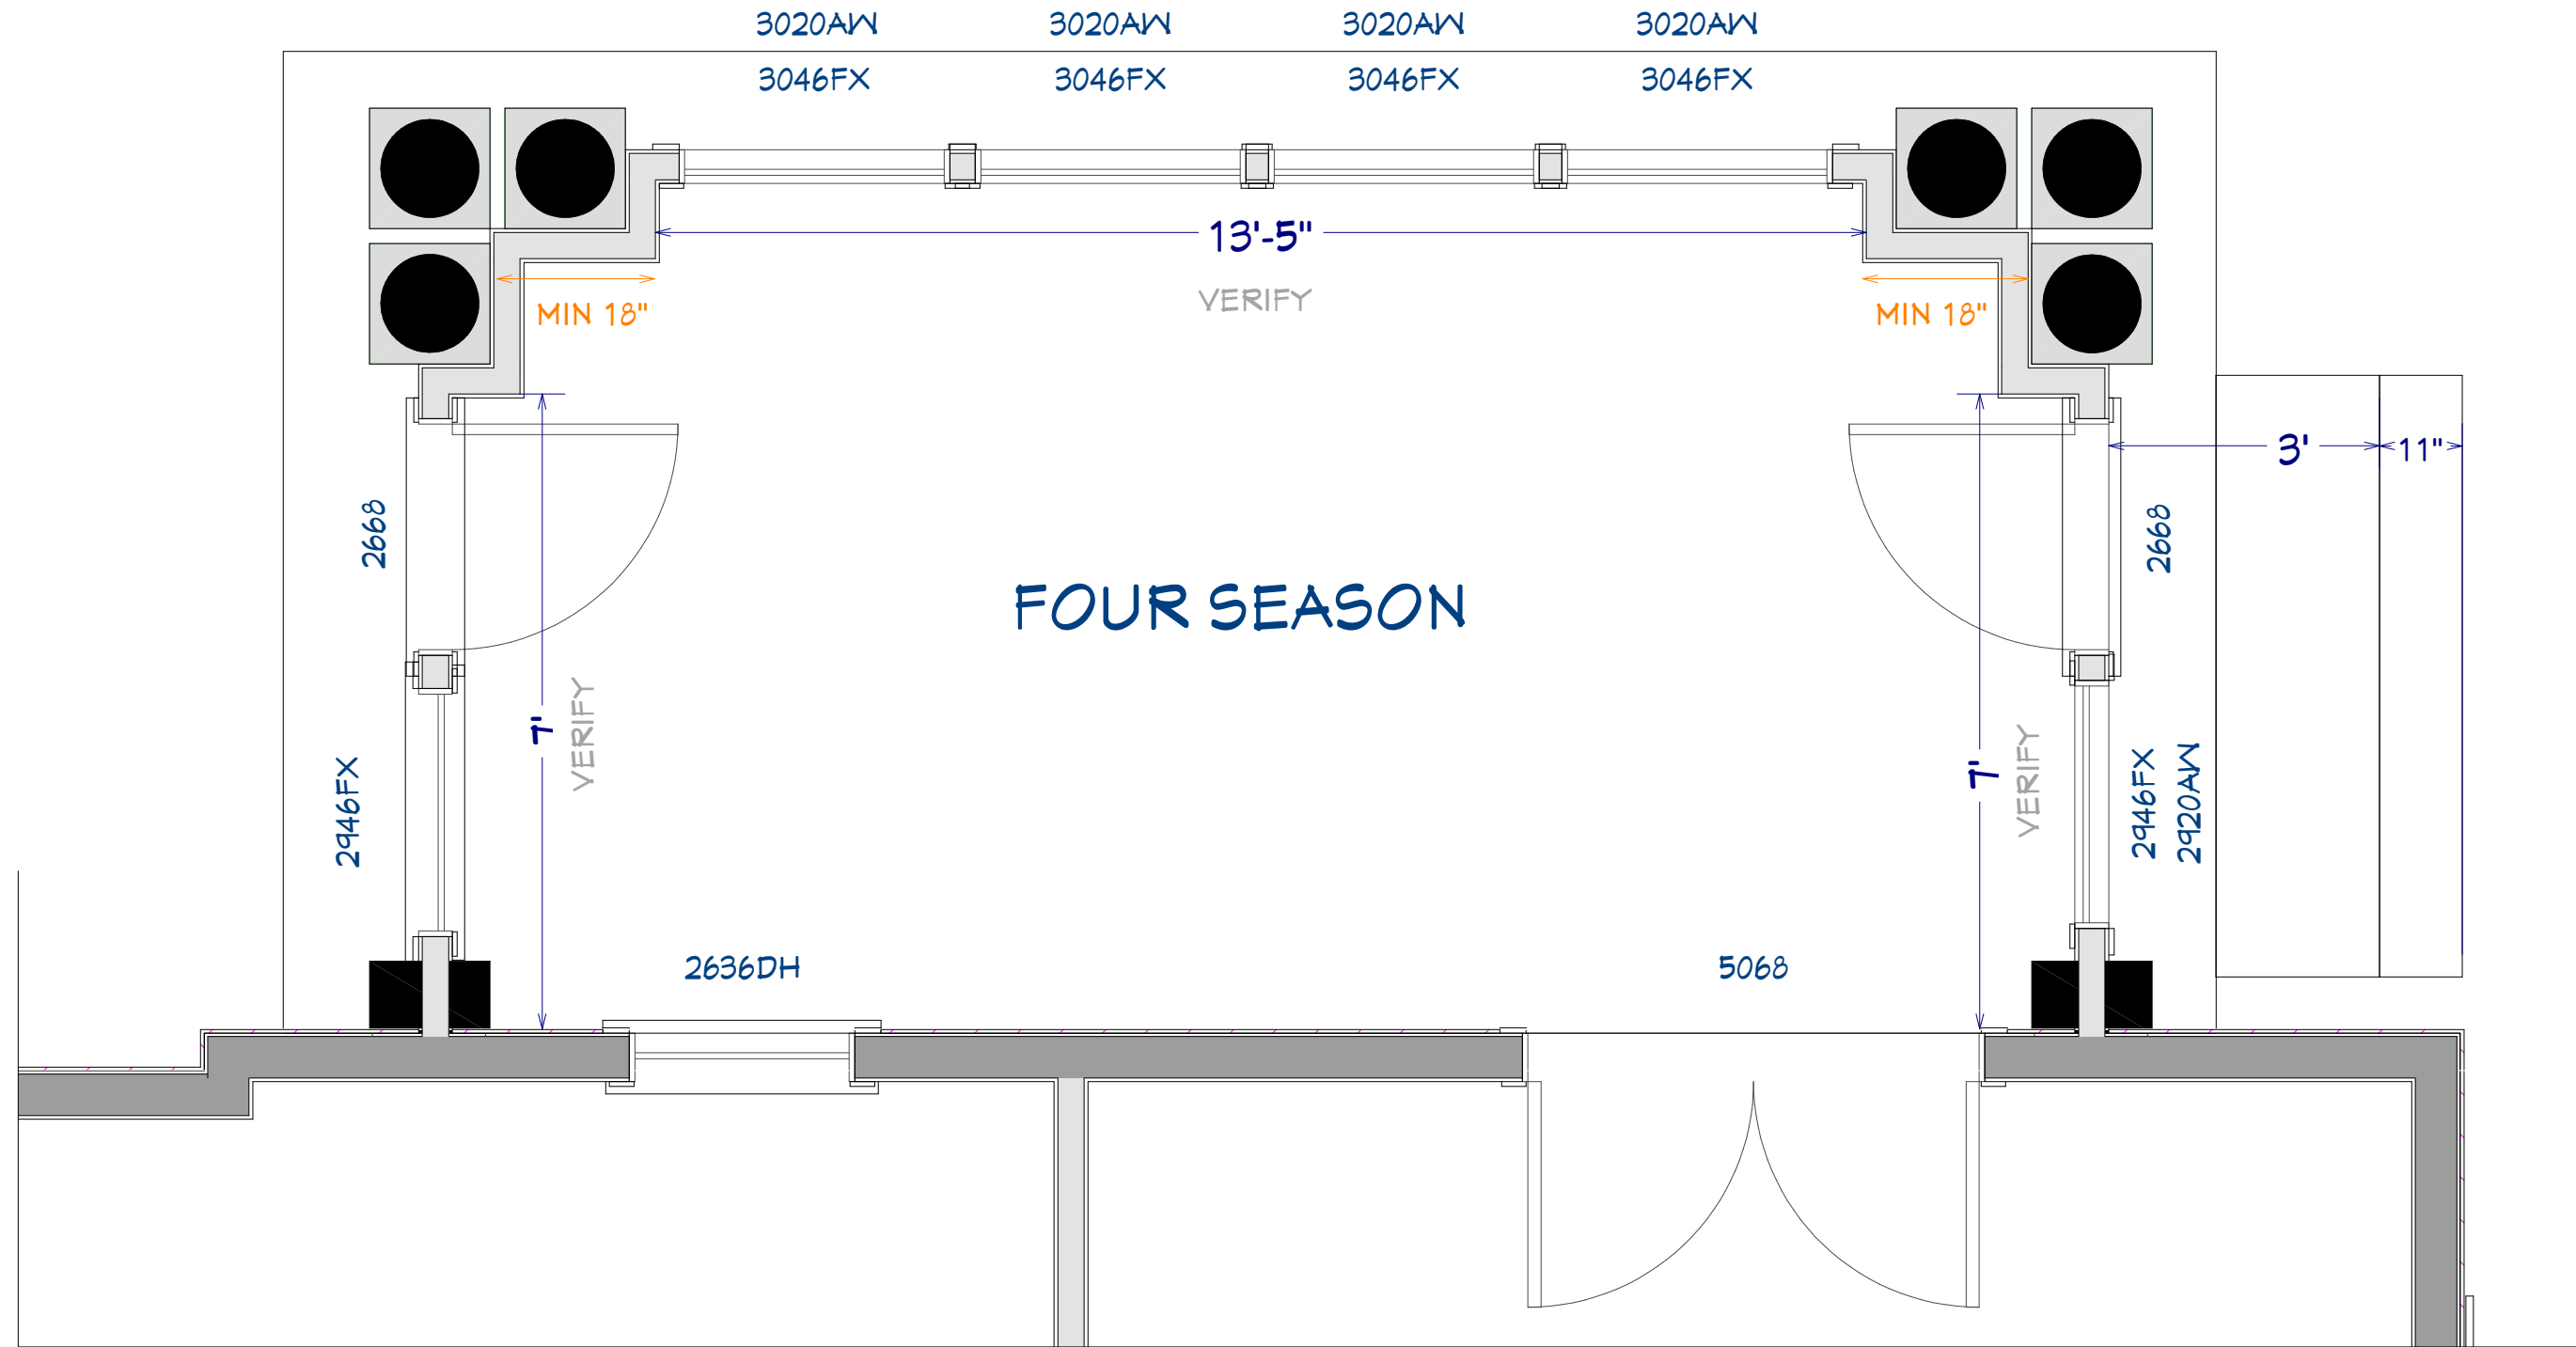 3020AW 3020AW 3020AW 3020AW
3046FX 3046FX 3046FX 3046FX
13'-5"
VERIFY
MIN 18" MIN 18"
3' 11"
2668 2668
FOUR SEASON
7' VERIFY
7' VERIFY
2946FX
2946FX
2920AW
2636DH 5068